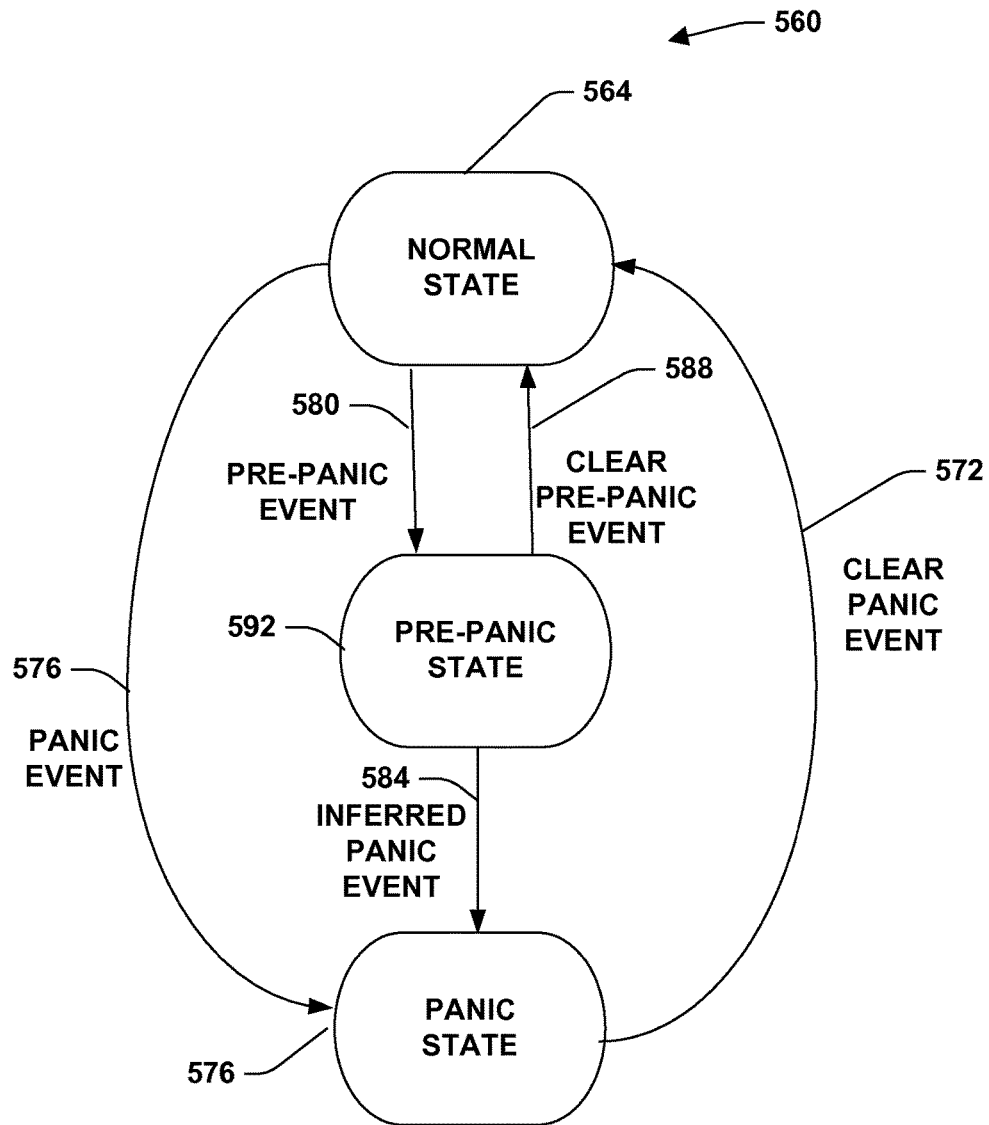 560
564
NORMAL
STATE
580
588
PRE-PANIC
EVENT
CLEAR
PRE-PANIC
EVENT
572
CLEAR
PANIC
EVENT
592
PRE-PANIC
STATE
576
PANIC
EVENT
584
INFERRED
PANIC
EVENT
PANIC
STATE
576